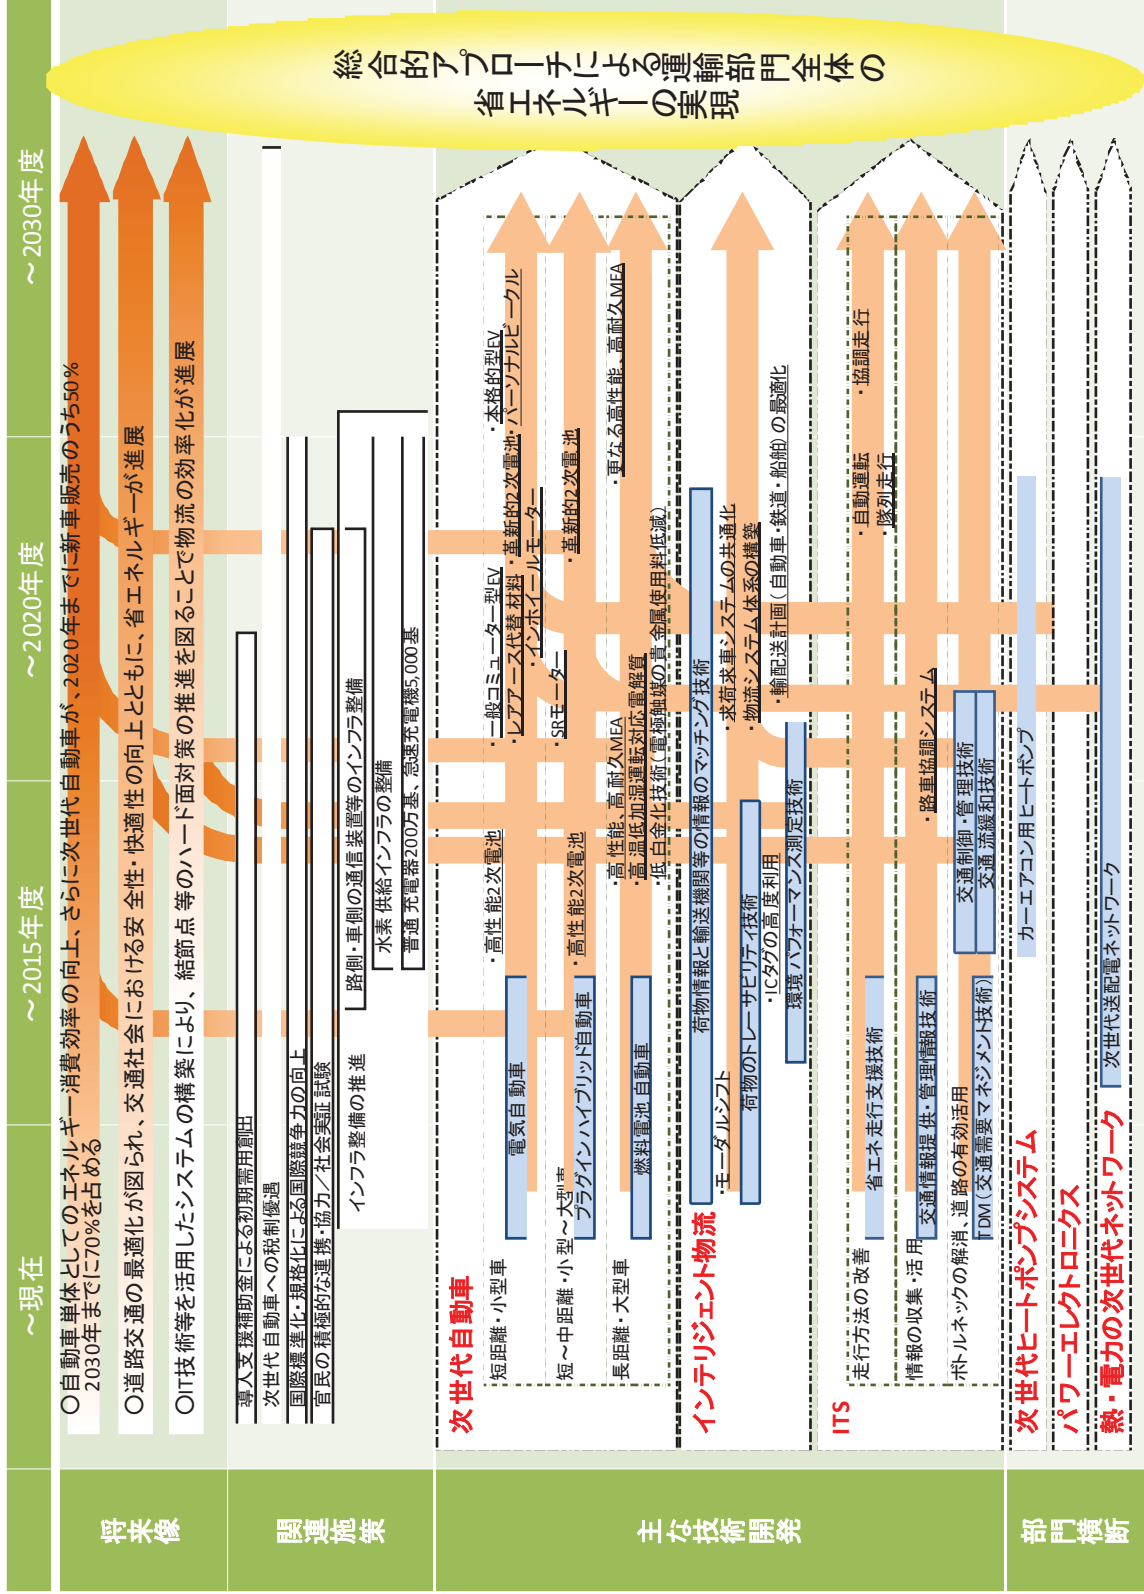 ～現在
～2015年度
～2020年度
～2030年度
将来像
〇自動車単体としてのエネルギー消費効率の向上、さらに次世代自動車が、2020年までに新車販売のうち50%
2030年までに70%を占める
〇道路交通の最適化が図られ、交通社会における安全性・快適性の向上とともに、省エネルギーが進展
〇IT技術等を活用したシステムの構築により、結節点等のハード面対策の推進を図ることで物流の効率化が進展
関連施策
導入支援補助金による初期需用創出
次世代自動車への税制優遇
国際標準化・規格化による国際競争力の向上
官民の積極的な連携・協力／社会実証試験
インフラ整備の推進
路側・車側の通信装置等のインフラ整備
水素供給インフラの整備
普通充電器200万基、急速充電機5,000基
主な技術開発
次世代自動車
短距離・小型車
電気自動車
・高性能2次電池
・一般コミューター型EV
・レアアース代替材料
・インホイールモーター
・革新的2次電池
・本格的型EV
・パーソナルビークル
短～中距離・小型～大型車
プラグインハイブリッド自動車
・高性能2次電池
・SRモーター
・革新的2次電池
長距離・大型車
燃料電池自動車
・高性能、高耐久MEA
・高温低加湿運転対応電解質
・低白金化技術（電極触媒の貴金属使用料低減）
・更なる高性能、高耐久MEA
インテリジェント物流
荷物情報と輸送機関等の情報のマッチング技術
・モーダルシフト
・求荷求車システムの共通化
荷物のトレーサビリティ技術
・物流システム体系の構築
・ICタグの高度利用
・輸配送計画（自動車・鉄道・船舶）の最適化
環境パフォーマンス測定技術
ITS
走行方法の改善
省エネ走行支援技術
・自動運転
・隊列走行
・協調走行
情報の収集・活用
交通情報提供・管理情報技術
・路車協調システム
ボトルネックの解消、道路の有効活用
TDM（交通需要マネジメント技術）
交通制御・管理技術
交通流緩和技術
部門横断
次世代ヒートポンプシステム
カーエアコン用ヒートポンプ
パワーエレクトロニクス
熱・電力の次世代ネットワーク
次世代送配電ネットワーク
総合的アプローチによる運輸部門全体の
省エネルギーの実現